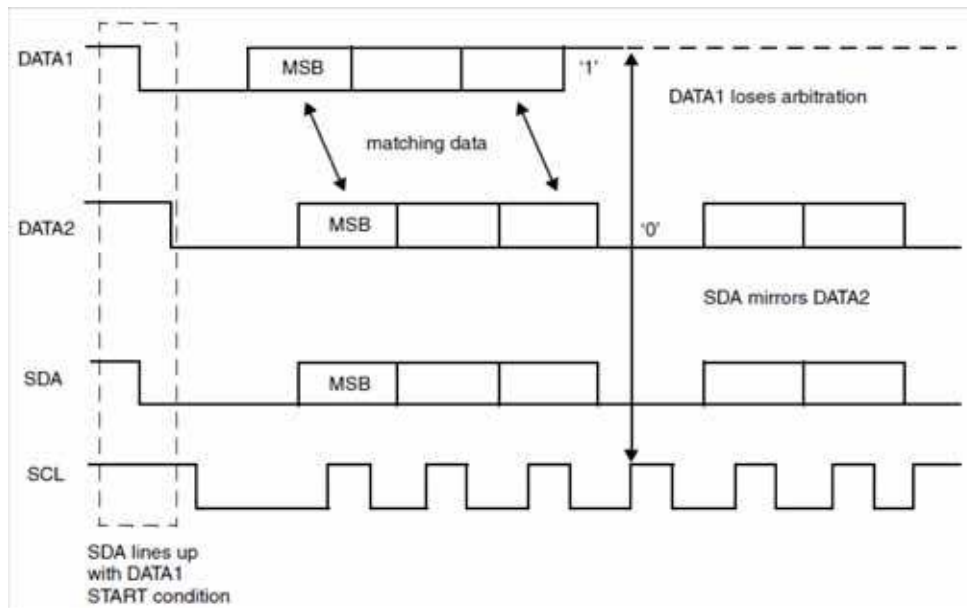 DATA1
MSB
'1'
DATA1 loses arbitration
matching data
DATA2
MSB
'0'
SDA mirrors DATA2
SDA
MSB
SCL
SDA lines up
with DATA1
START condition